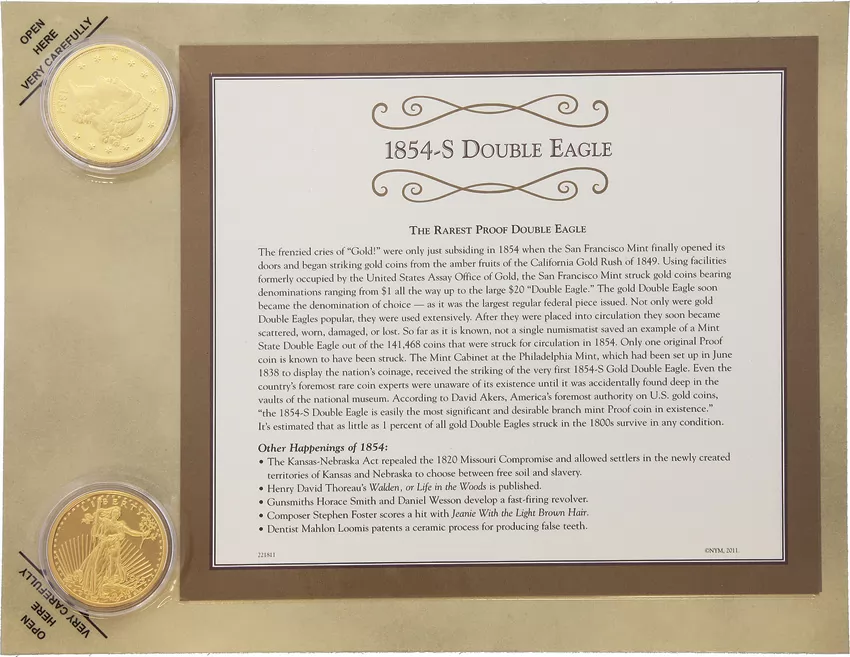 OPEN
HERE
VERY CAREFULLY
1854-S DOUBLE EAGLE
THE RAREST PROOF DOUBLE EAGLE
The frenzied cries of “Gold!” were only just subsiding in 1854 when the San Francisco Mint finally opened its
doors and began striking gold coins from the amber fruits of the California Gold Rush of 1849. Using facilities
formerly occupied by the United States Assay Office of Gold, the San Francisco Mint struck gold coins bearing
denominations ranging from $1 all the way up to the large $20 “Double Eagle.” The gold Double Eagle soon
became the denomination of choice — as it was the largest regular federal piece issued. Not only were gold
Double Eagles popular, they were used extensively. After they were placed into circulation they soon became
scattered, worn, damaged, or lost. So far as it is known, not a single numismatist saved an example of a Mint
State Double Eagle out of the 141,468 coins that were struck for circulation in 1854. Only one original Proof
coin is known to have been struck. The Mint Cabinet at the Philadelphia Mint, which had been set up in June
1838 to display the nation’s coinage, received the striking of the very first 1854-S Gold Double Eagle. Even the
country’s foremost rare coin experts were unaware of its existence until it was accidentally found deep in the
vaults of the national museum. According to David Akers, America’s foremost authority on U.S. gold coins,
“the 1854-S Double Eagle is easily the most significant and desirable branch mint Proof coin in existence.”
It’s estimated that as little as 1 percent of all gold Double Eagles struck in the 1800s survive in any condition.
Other Happenings of 1854:
• The Kansas-Nebraska Act repealed the 1820 Missouri Compromise and allowed settlers in the newly created
territories of Kansas and Nebraska to choose between free soil and slavery.
• Henry David Thoreau’s Walden, or Life in the Woods is published.
• Gunsmiths Horace Smith and Daniel Wesson develop a fast-firing revolver.
• Composer Stephen Foster scores a hit with Jeanie With the Light Brown Hair.
• Dentist Mahlon Loomis patents a ceramic process for producing false teeth.
221811
©NYM, 2011.
LIBERTY
VERY CAREFULLY
HERE
OPEN